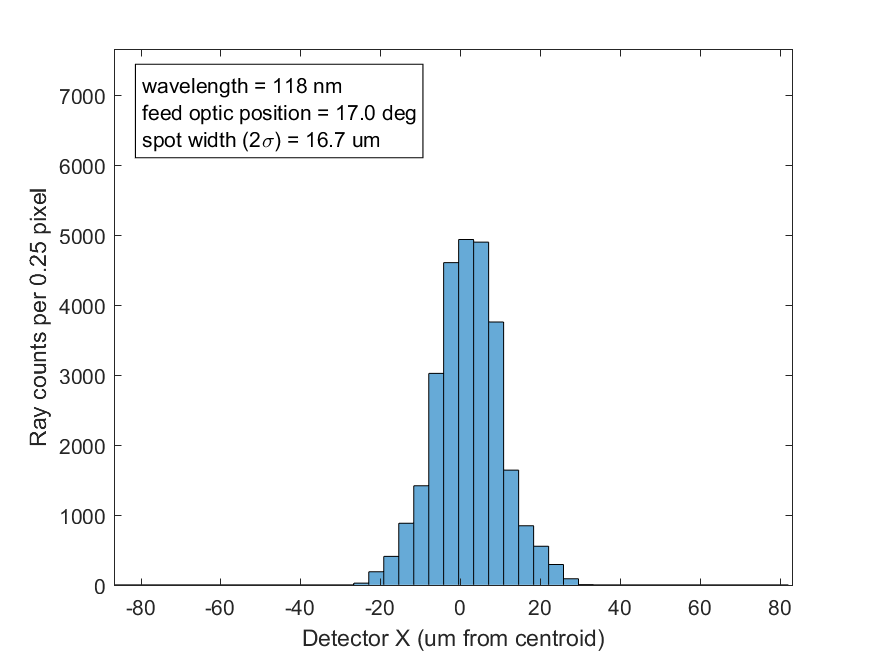 wavelength = 118 nm
feed optic position = 17.0 deg
spot width (2σ) = 16.7 um
7000
6000
5000
4000
3000
2000
1000
0
Ray counts per 0.25 pixel
-80 -60 -40 -20 0 20 40 60 80
Detector X (um from centroid)